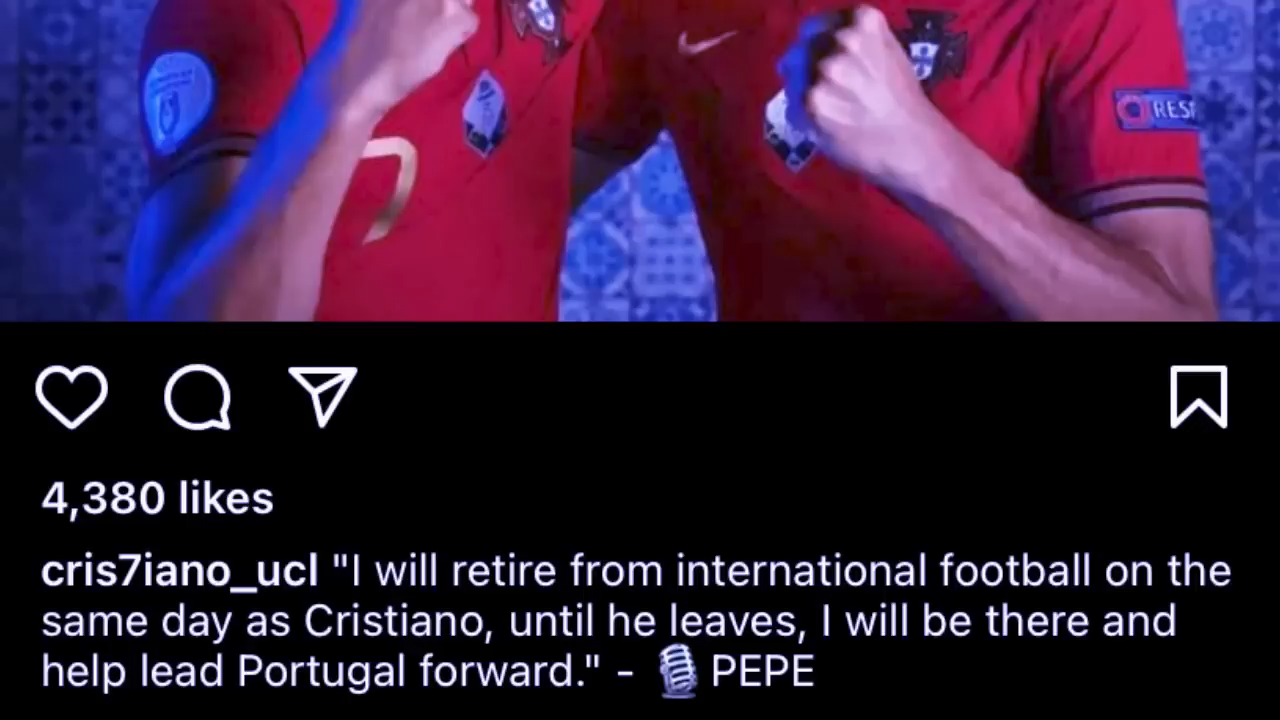 RESP
4,380 likes
cris7iano_ucl "I will retire from international football on the
same day as Cristiano, until he leaves, I will be there and
help lead Portugal forward." - 🎙 PEPE